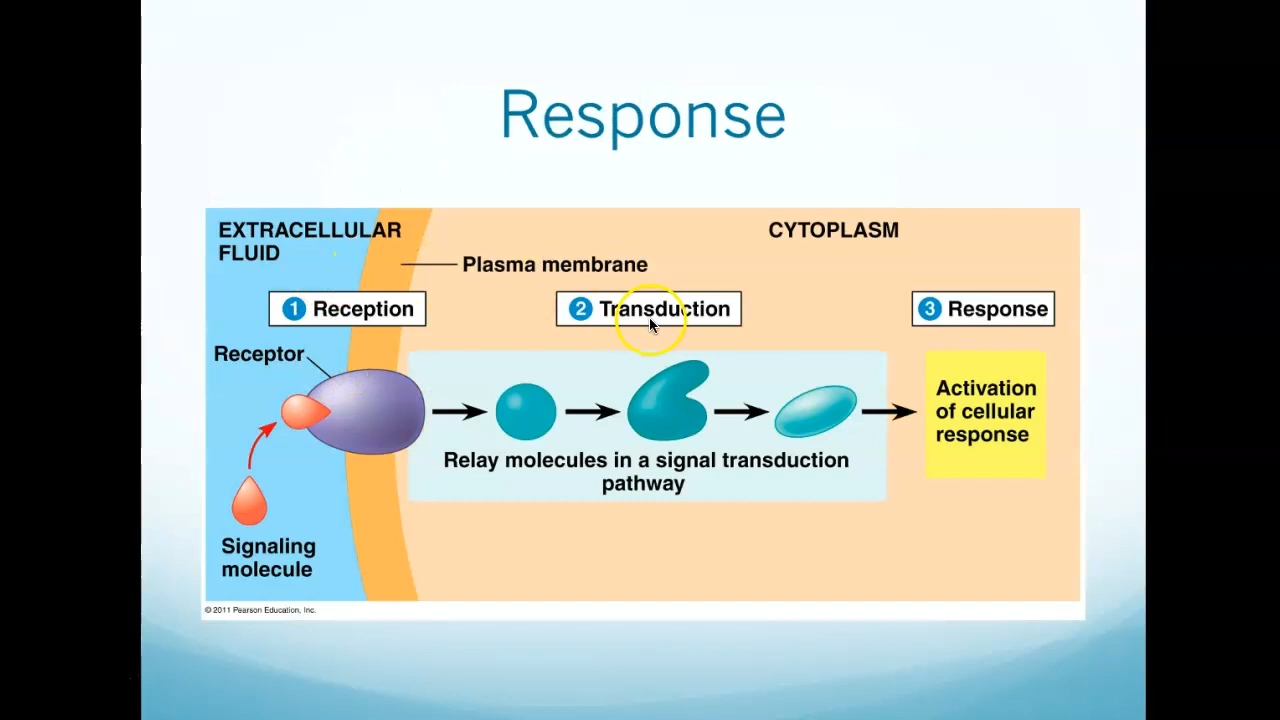 Response
EXTRACELLULAR
FLUID
CYTOPLASM
Plasma membrane
1 Reception
2 Transduction
3 Response
Receptor
Activation
of cellular
response
Relay molecules in a signal transduction
pathway
Signaling
molecule
© 2011 Pearson Education, Inc.